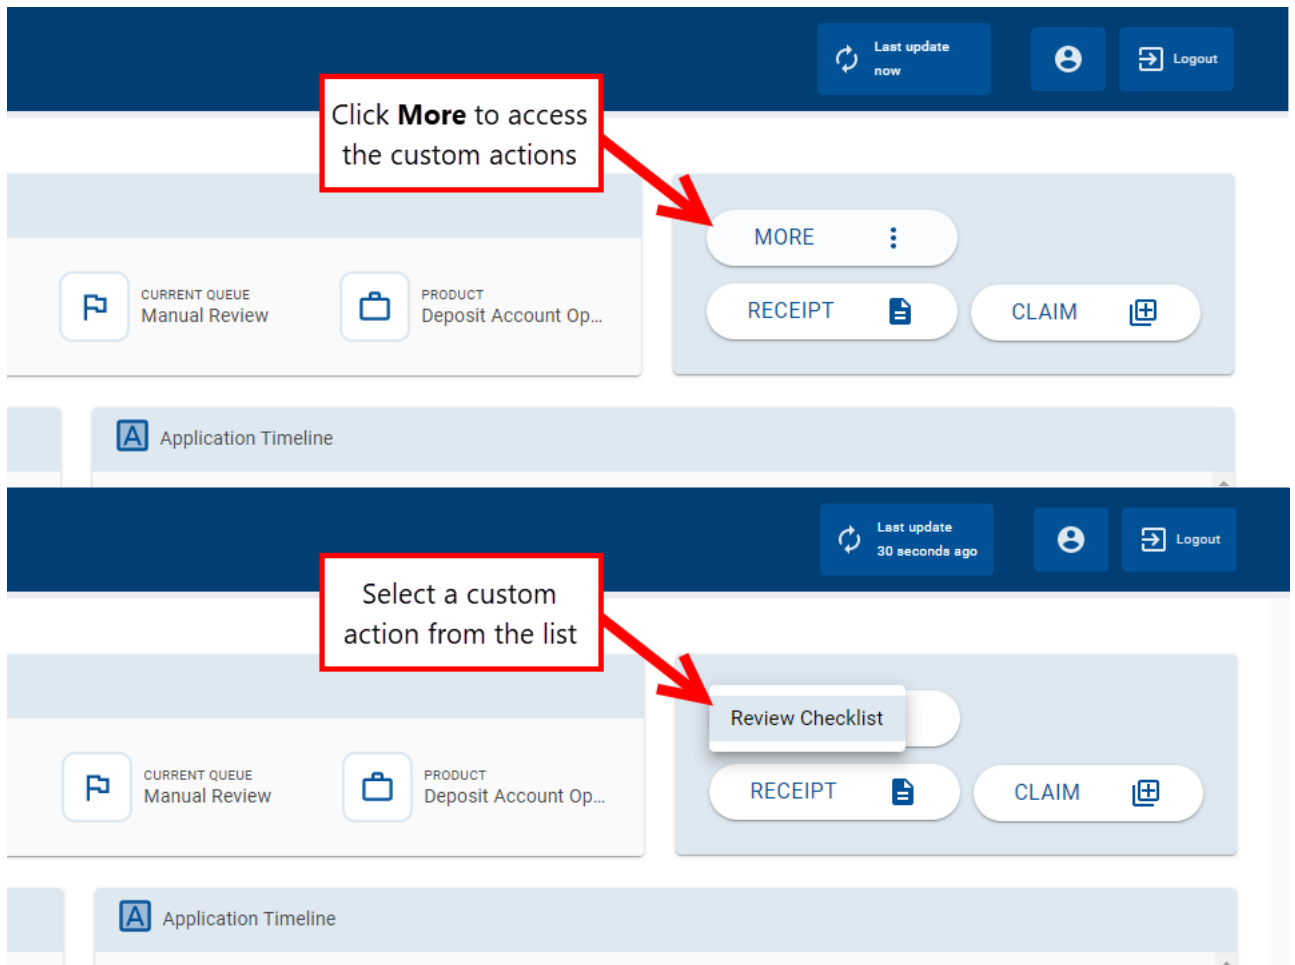 Last update
now
Logout
Click More to access
the custom actions
MORE
CURRENT QUEUE
Manual Review
PRODUCT
Deposit Account Op...
RECEIPT
CLAIM
A Application Timeline
Last update
30 seconds ago
Logout
Select a custom
action from the list
Review Checklist
CURRENT QUEUE
Manual Review
PRODUCT
Deposit Account Op...
RECEIPT
CLAIM
A Application Timeline